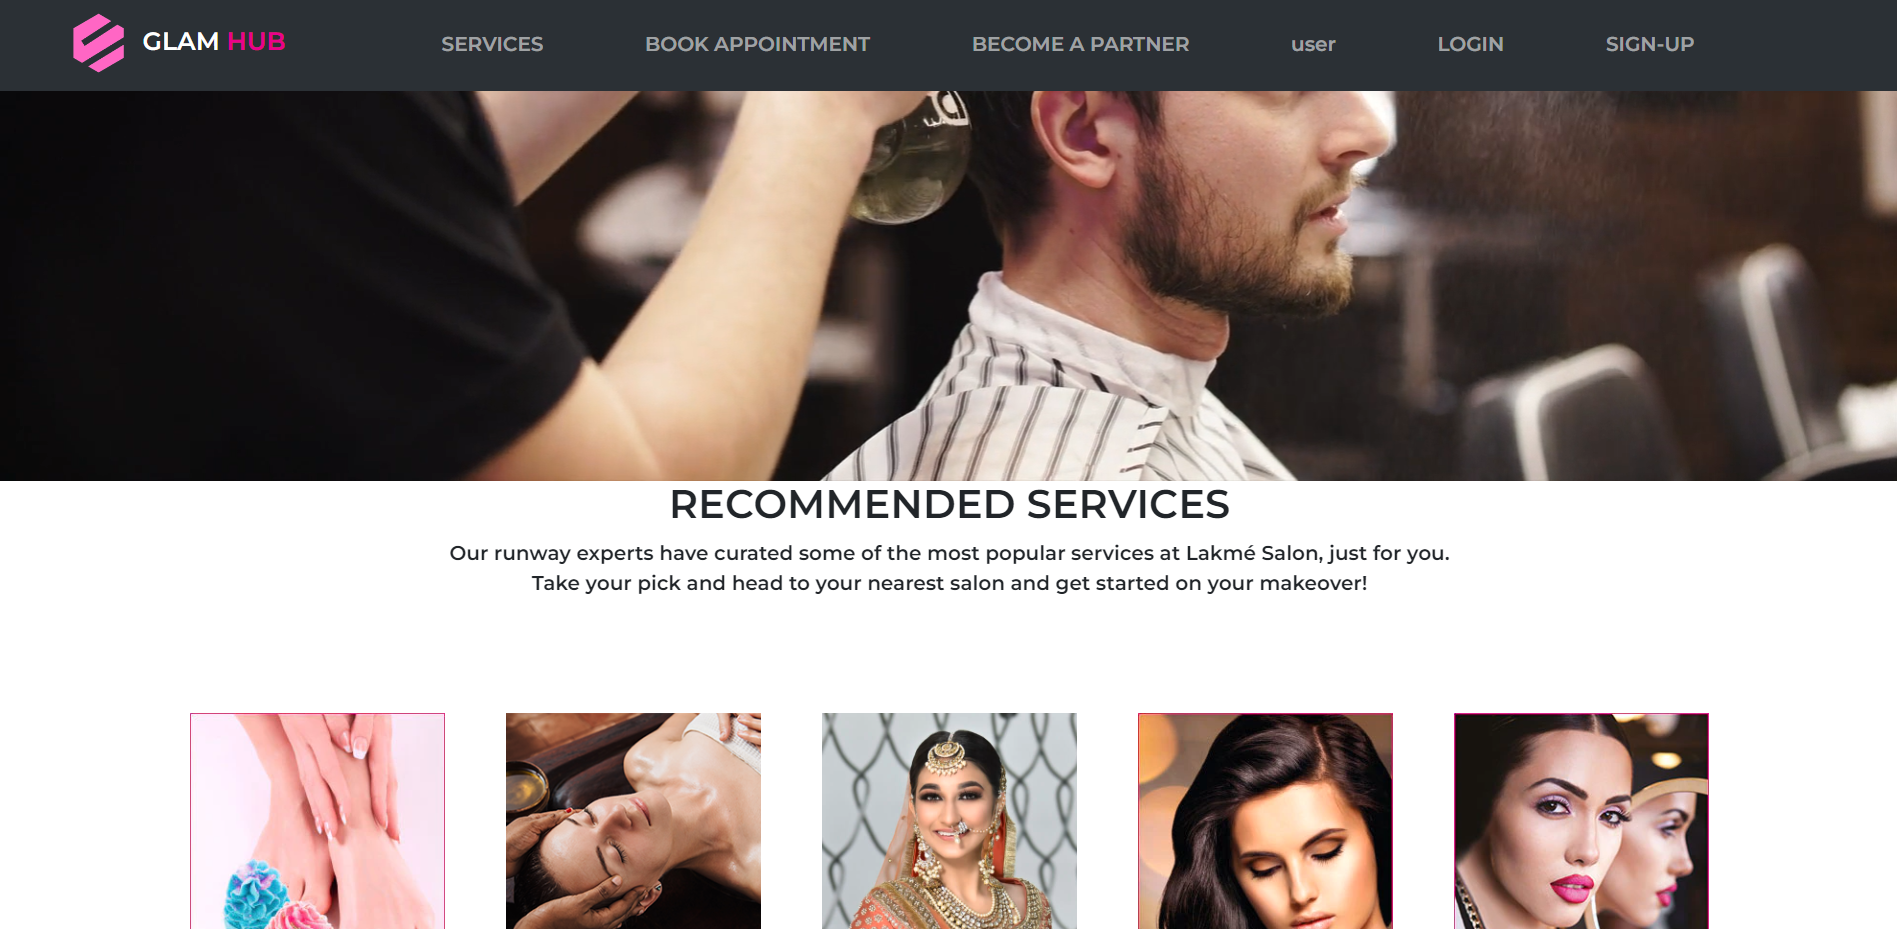 GLAM HUB
SERVICES
BOOK APPOINTMENT
BECOME A PARTNER
user
LOGIN
SIGN-UP
RECOMMENDED SERVICES
Our runway experts have curated some of the most popular services at Lakmé Salon, just for you.
Take your pick and head to your nearest salon and get started on your makeover!